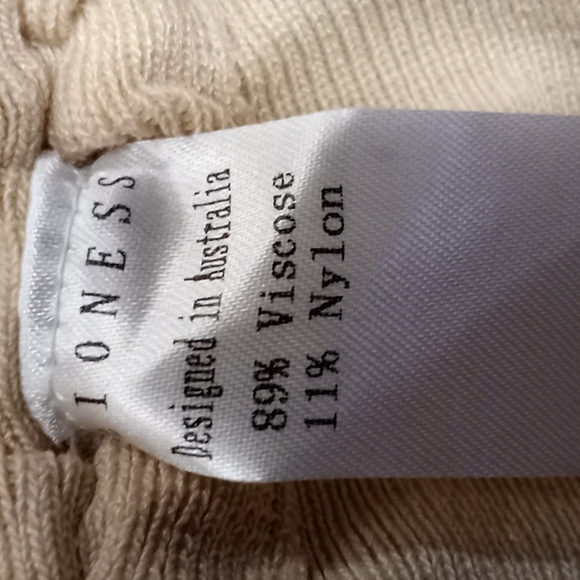 IONESS
Designed in Australia
89% Viscose
11% Nylon